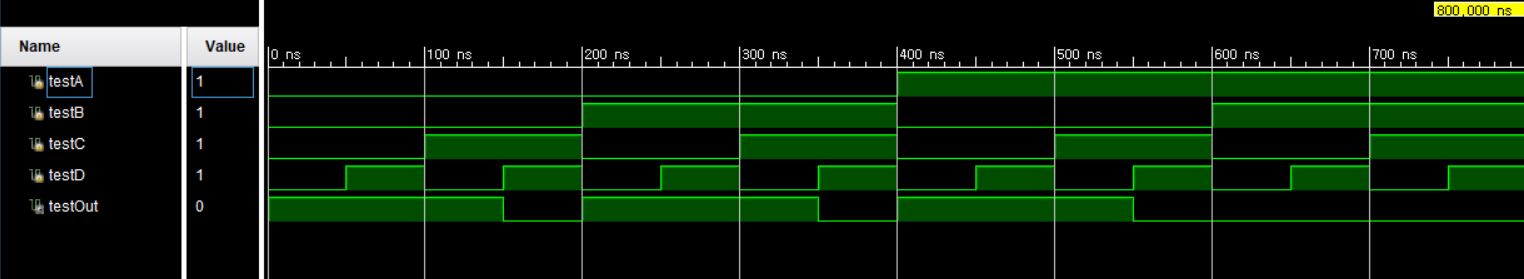 800,000 ns
Name Value
0 ns 100 ns 200 ns 300 ns 400 ns 500 ns 600 ns 700 ns
testA 1
testB 1
testC 1
testD 1
testOut 0